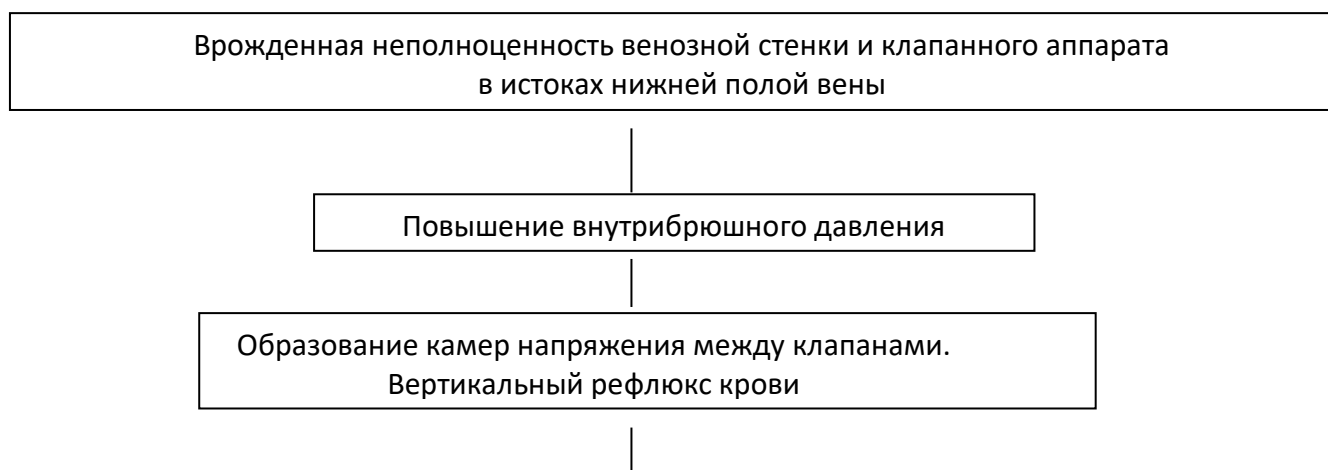 Врожденная неполноценность венозной стенки и клапанного аппарата
в истоках нижней полой вены
Повышение внутрибрюшного давления
Образование камер напряжения между клапанами.
Вертикальный рефлюкс крови